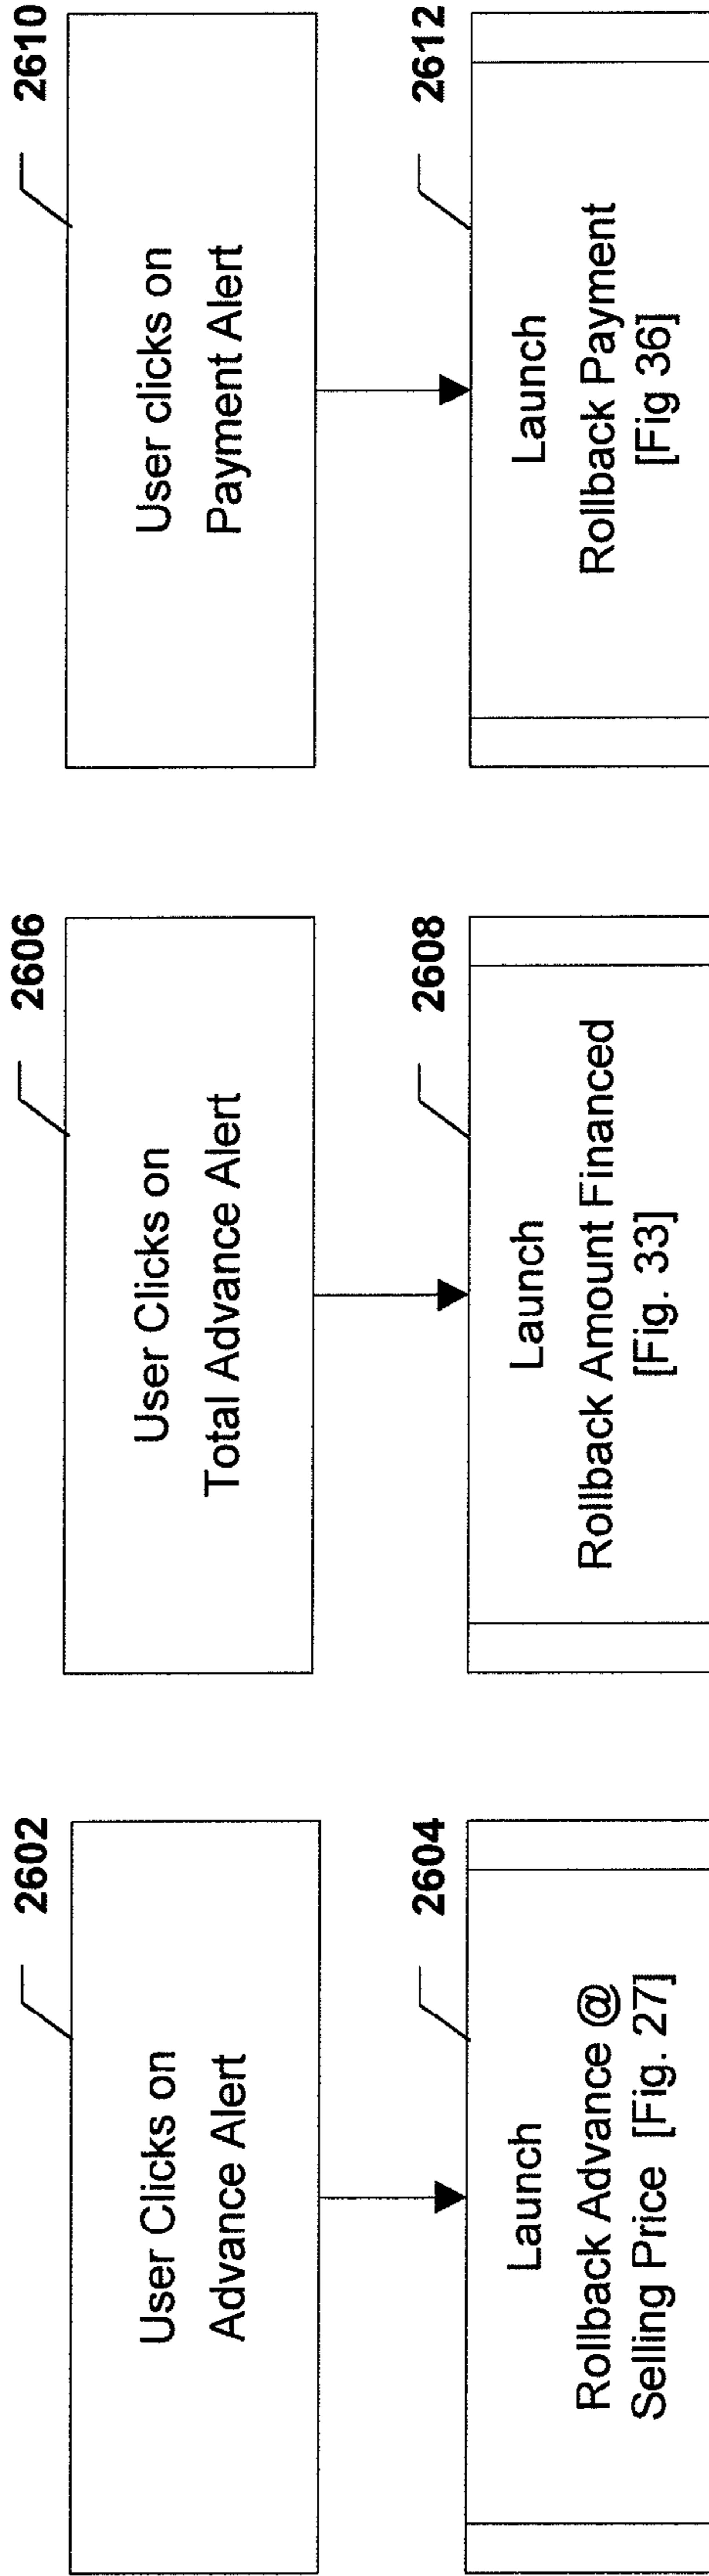 2602
User Clicks on
Advance Alert
2604
Launch
Rollback Advance @
Selling Price [Fig. 27]
2606
User Clicks on
Total Advance Alert
2608
Launch
Rollback Amount Financed
[Fig. 33]
2610
User clicks on
Payment Alert
2612
Launch
Rollback Payment
[Fig 36]